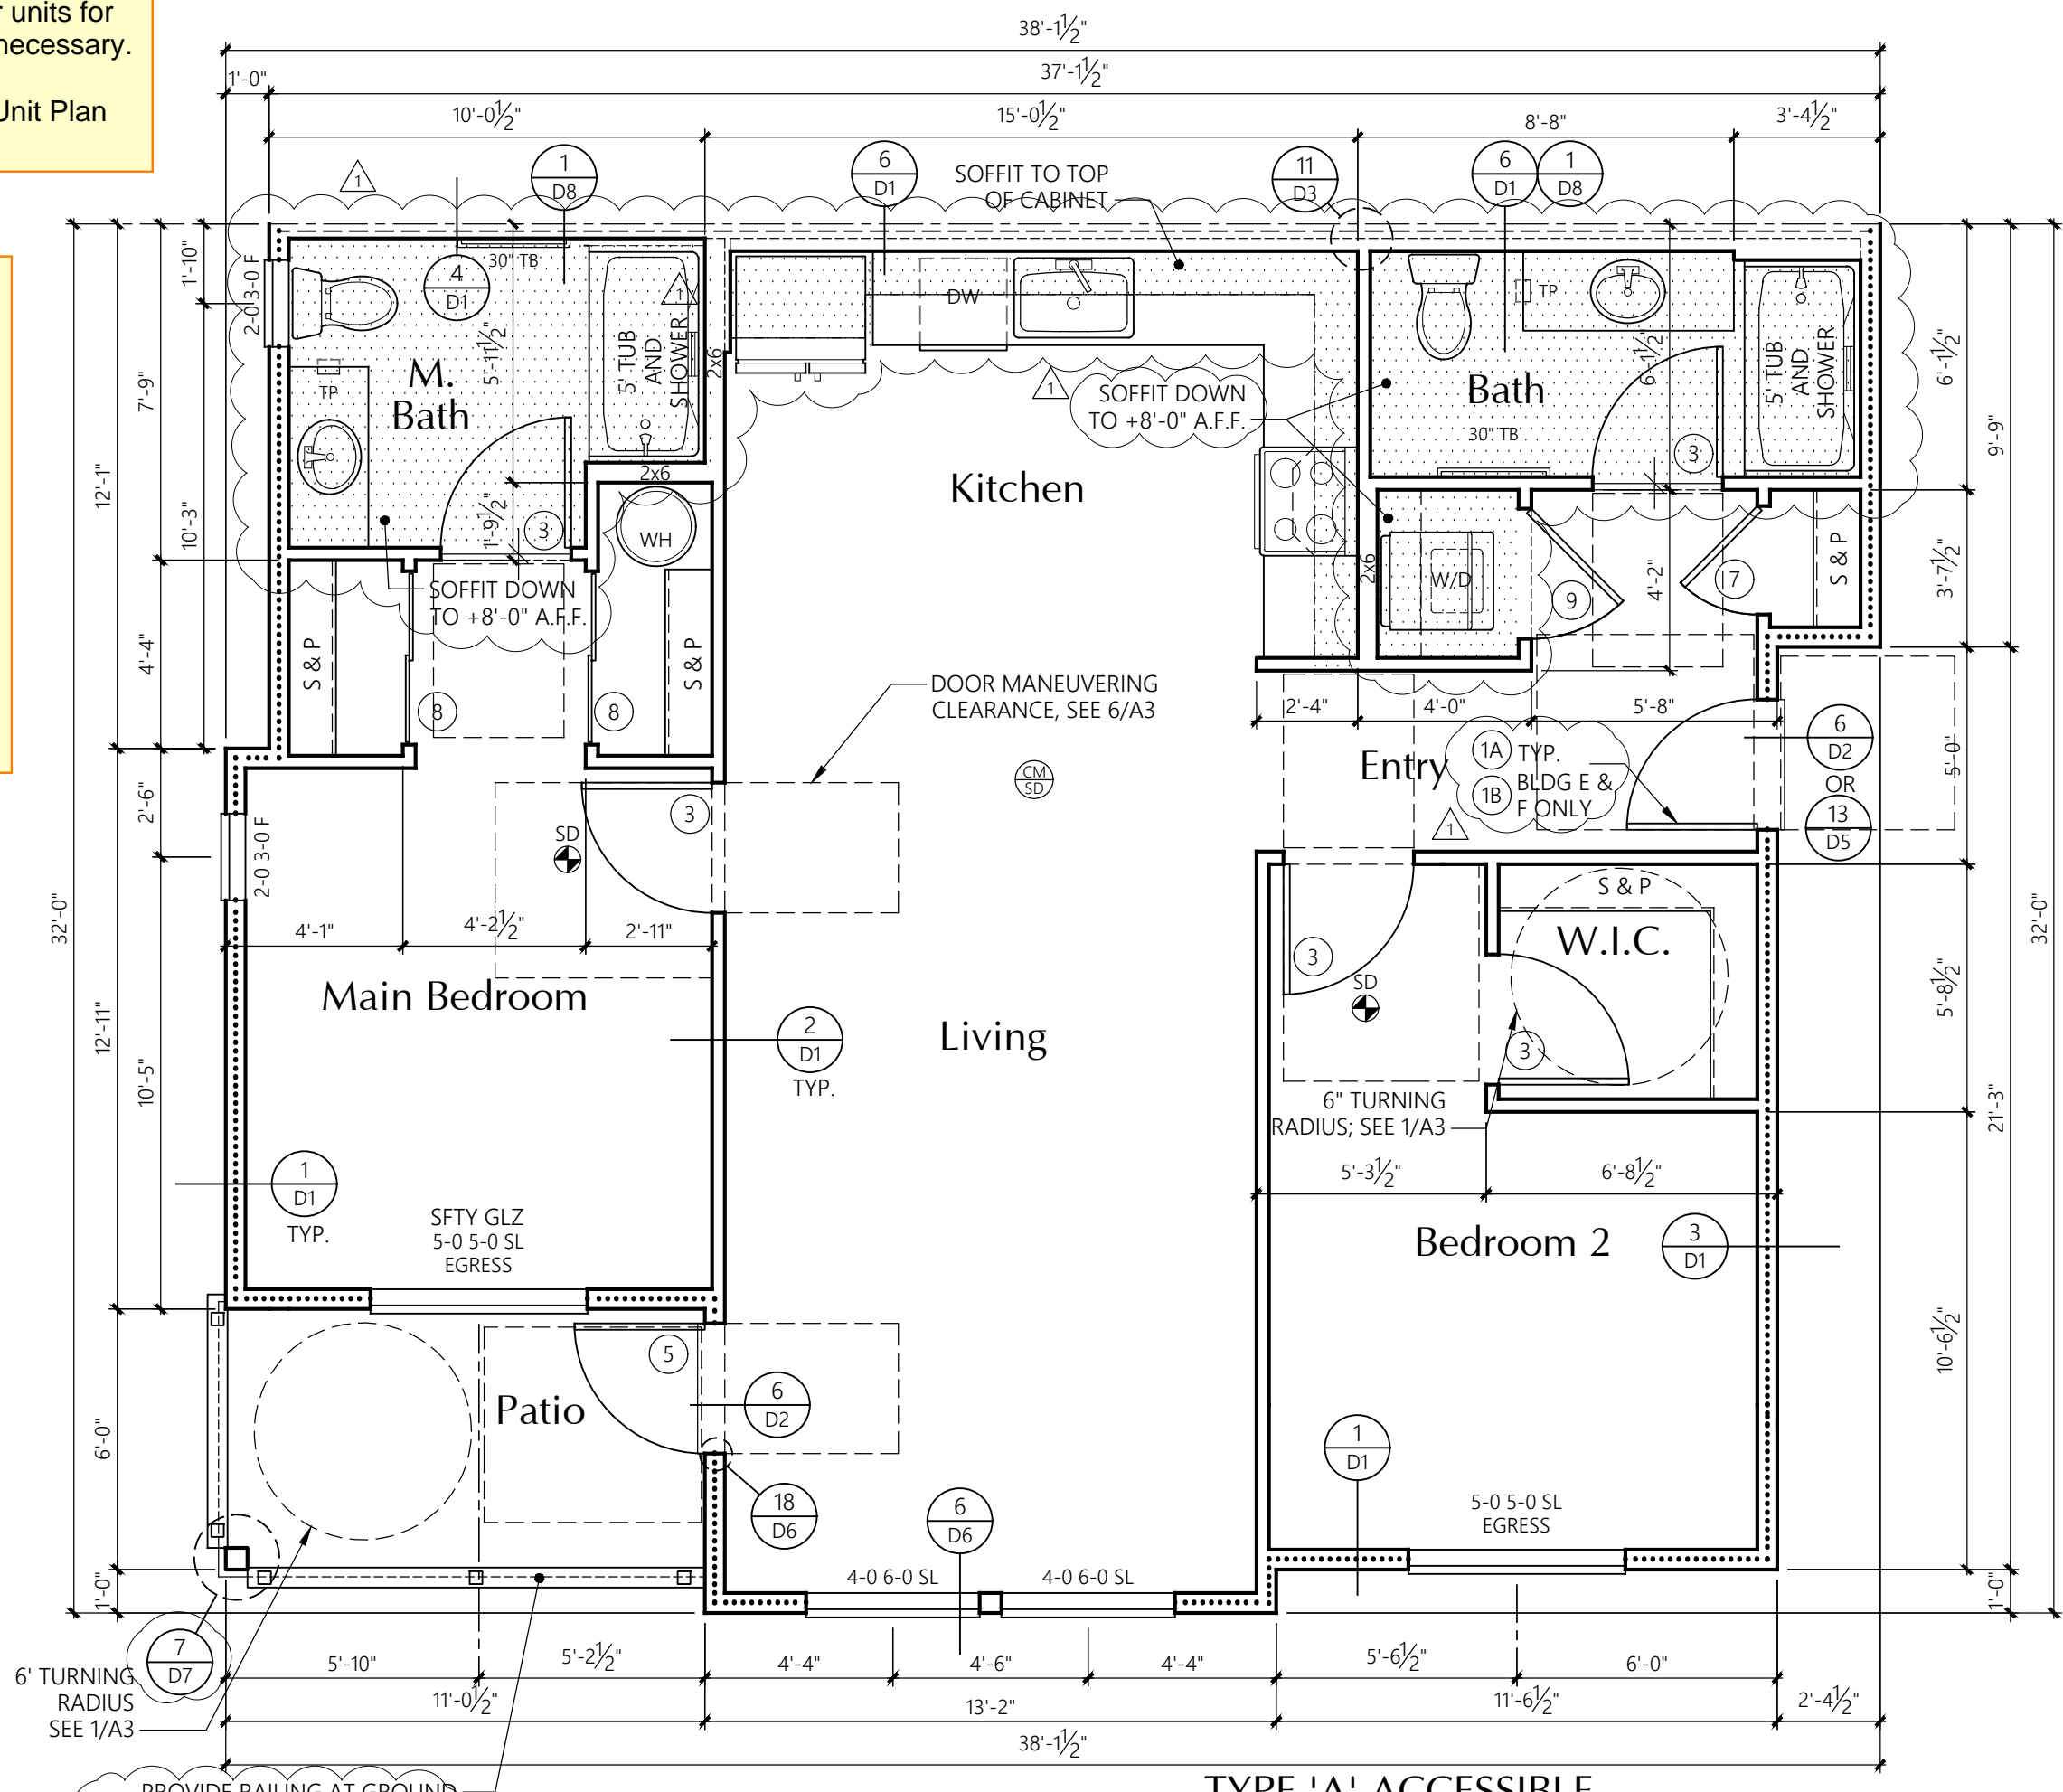 r units for
necessary.
Unit Plan
38'-1½"
37'-1½"
1'-0"
10'-0½"
15'-0½"
8'-8"
3'-4½"
1
1
D8
6
D1
SOFFIT TO TOP
OF CABINET
11
D3
6
D1
1
D8
1'-10"
2-0 3-0 F
4
D1
30" TB
1
DW
TP
5'-11½"
5' TUB
AND
SHOWER
2x6
M.
Bath
TP
7'-9"
12'-1"
10'-3"
1
SOFFIT DOWN
TO +8'-0" A.F.F.
Bath
30" TB
6'-1½"
5' TUB
AND
SHOWER
3
6'-1½"
9'-9"
Kitchen
2x6
1'-9½"
3
WH
SOFFIT DOWN
TO +8'-0" A.F.F.
2x6
W/D
9
4'-2"
7
S & P
3'-7½"
4'-4"
S & P
8
8
S & P
DOOR MANEUVERING
CLEARANCE, SEE 6/A3
2'-4"
4'-0"
5'-8"
Entry
1A
TYP.
1B
BLDG E &
F ONLY
1
6
D2
OR
13
D5
5'-0"
CM
SD
2'-6"
2-0 3-0 F
SD
3
32'-0"
4'-1"
4'-2½"
2'-11"
Main Bedroom
S & P
W.I.C.
3
SD
3
32'-0"
5'-8½"
12'-11"
10'-5"
2
D1
TYP.
Living
6" TURNING
RADIUS; SEE 1/A3
21'-3"
5'-3½"
6'-8½"
1
D1
TYP.
SFTY GLZ
5-0 5-0 SL
EGRESS
Bedroom 2
3
D1
10'-6½"
5
Patio
6
D2
6'-0"
1
D1
18
D6
6
D6
5-0 5-0 SL
EGRESS
4-0 6-0 SL
4-0 6-0 SL
1'-0"
1'-0"
7
D7
6' TURNING
RADIUS
SEE 1/A3
5'-10"
5'-2½"
4'-4"
4'-6"
4'-4"
5'-6½"
6'-0"
11'-0½"
13'-2"
11'-6½"
2'-4½"
38'-1½"
PROVIDE RAILING AT GROUND
TYPE 'A' ACCESSIBLE